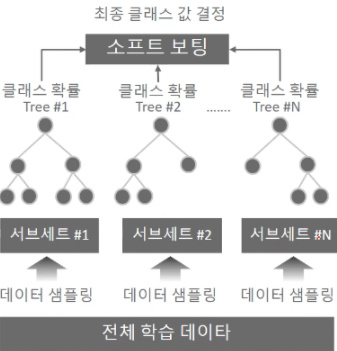 최종 클래스 값 결정
소프트 보팅
클래스 확률 클래스 확률 클래스 확률
Tree #1 Tree #2 ....... Tree #N
서브세트 #1 서브세트 #2 서브세트 #N
데이터 샘플링 데이터 샘플링 데이터 샘플링
전체 학습 데이타